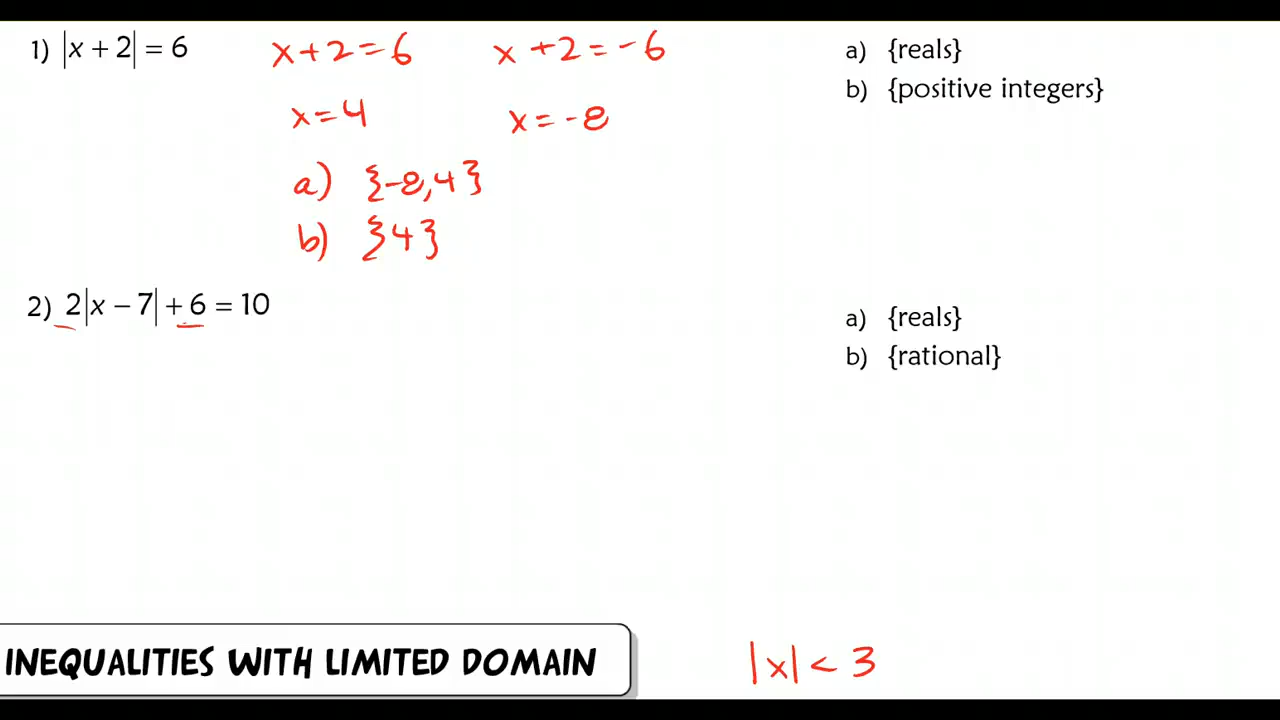 1) |x + 2| = 6 x+2=6 x+2=-6 a) {reals}
x=4 x=-8 b) {positive integers}
a) {-8,4}
b) {4}
2) 2|x − 7| + 6 = 10 a) {reals}
b) {rational}
INEQUALITIES WITH LIMITED DOMAIN |x| < 3